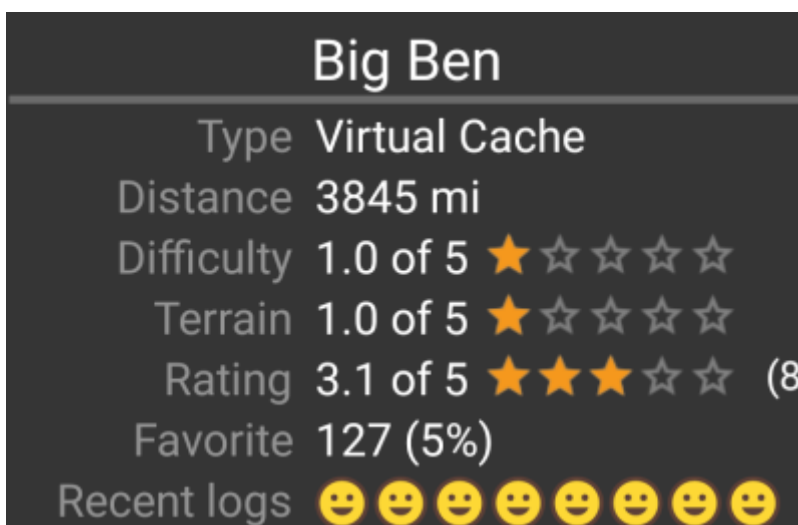 Big Ben
Type Virtual Cache
Distance 3845 mi
Difficulty 1.0 of 5
Terrain 1.0 of 5
Rating 3.1 of 5 (8
Favorite 127 (5%)
Recent logs